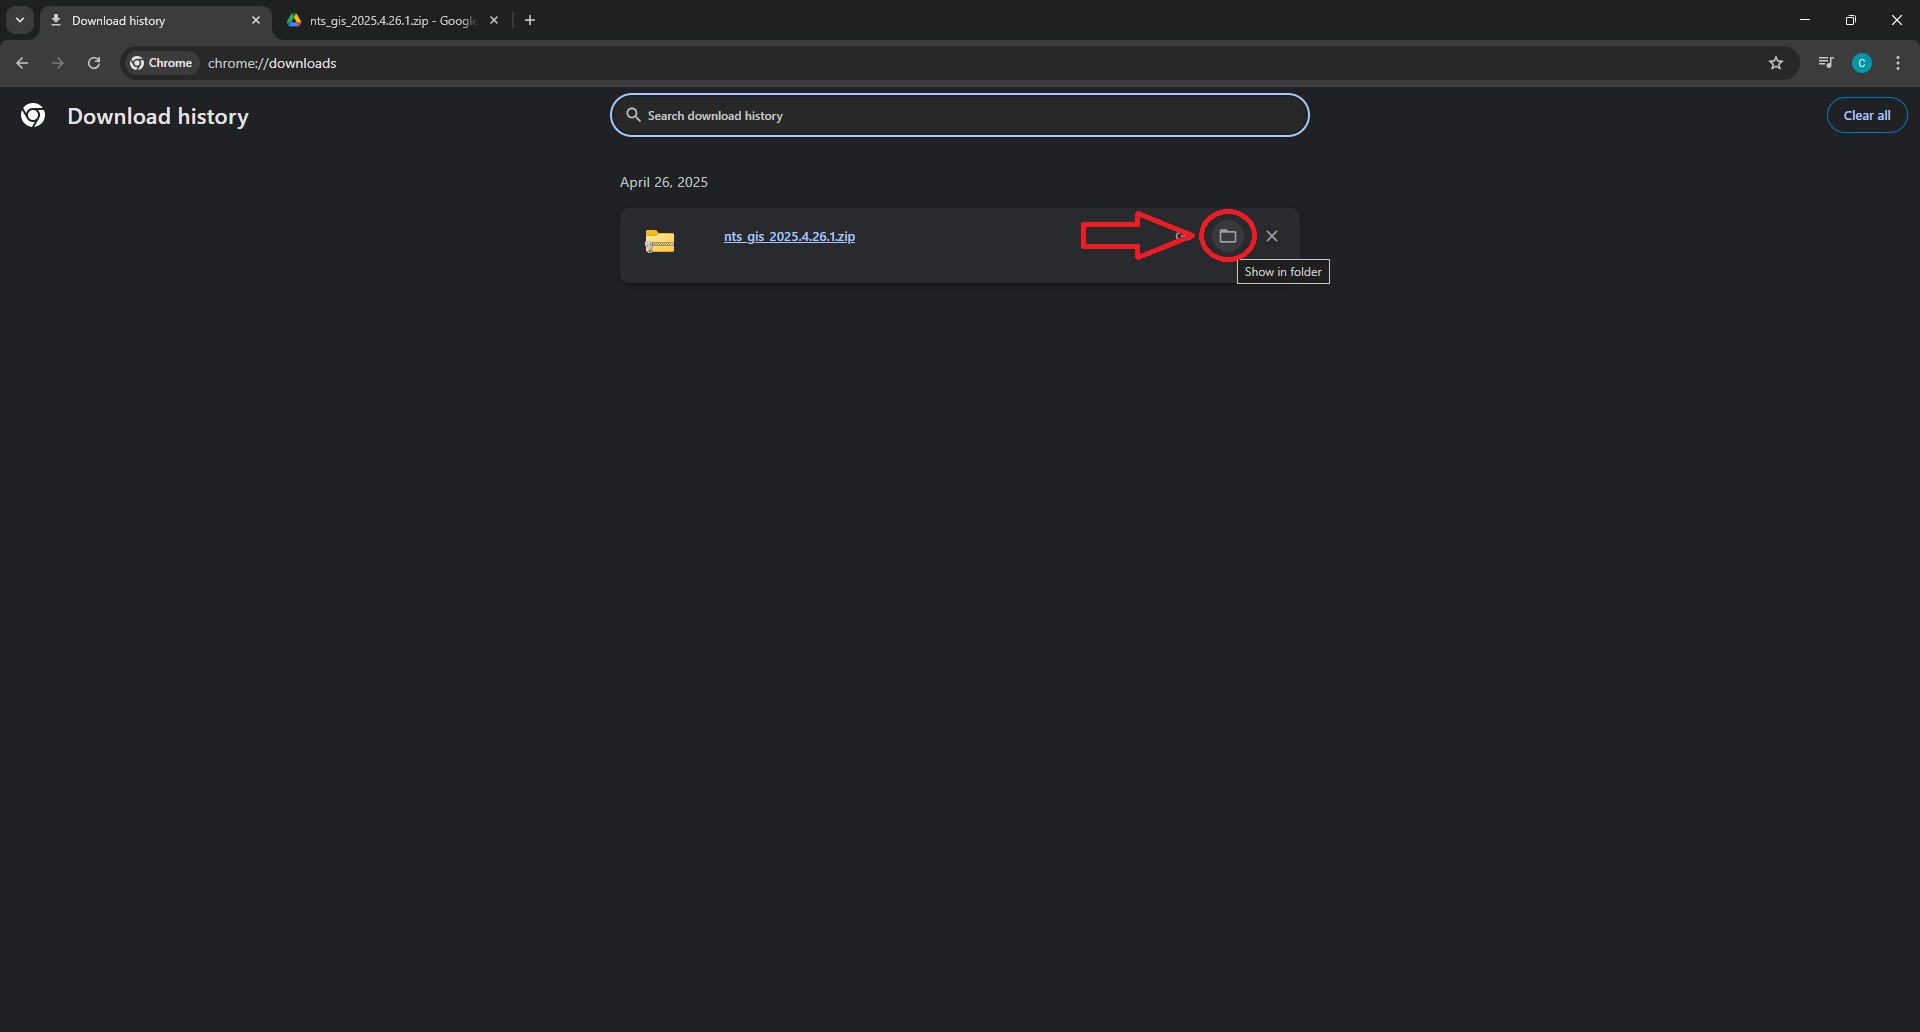 Download history
nts_gis_2025.4.26.1.zip - Google
Chrome
chrome://downloads
Download history
Search download history
Clear all
April 26, 2025
nts_gis_2025.4.26.1.zip
Show in folder
C